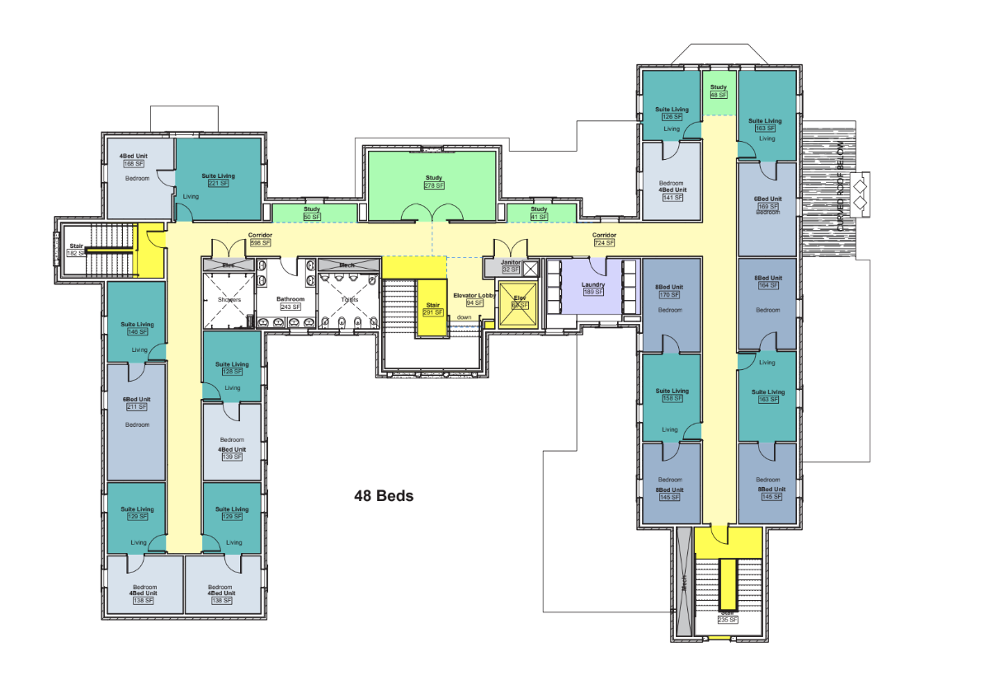 Study
48 SF
Suite Living
126 SF
Living
Suite Living
163 SF
Living
4Bed Unit
168 SF
Bedroom
Suite Living
221 SF
Living
Study
278 SF
Bedroom
4Bed Unit
141 SF
6Bed Unit
169 SF
Bedroom
CURVED ROOF BELOW
Study
60 SF
Study
41 SF
Stair
182 SF
Corridor
598 SF
Corridor
724 SF
Elec
Mech
Janitor
32 SF
Showers
Bathroom
243 SF
Toilets
Stair
291 SF
Elevator Lobby
94 SF
down
Elev
60 SF
Laundry
189 SF
8Bed Unit
170 SF
Bedroom
8Bed Unit
164 SF
Bedroom
Suite Living
146 SF
Living
Suite Living
128 SF
Living
Living
Suite Living
158 SF
Living
Suite Living
163 SF
6Bed Unit
211 SF
Bedroom
Bedroom
4Bed Unit
139 SF
Bedroom
8Bed Unit
145 SF
Bedroom
8Bed Unit
145 SF
48 Beds
Suite Living
129 SF
Living
Suite Living
129 SF
Living
Bedroom
4Bed Unit
138 SF
Bedroom
4Bed Unit
138 SF
Mech
Stair
235 SF